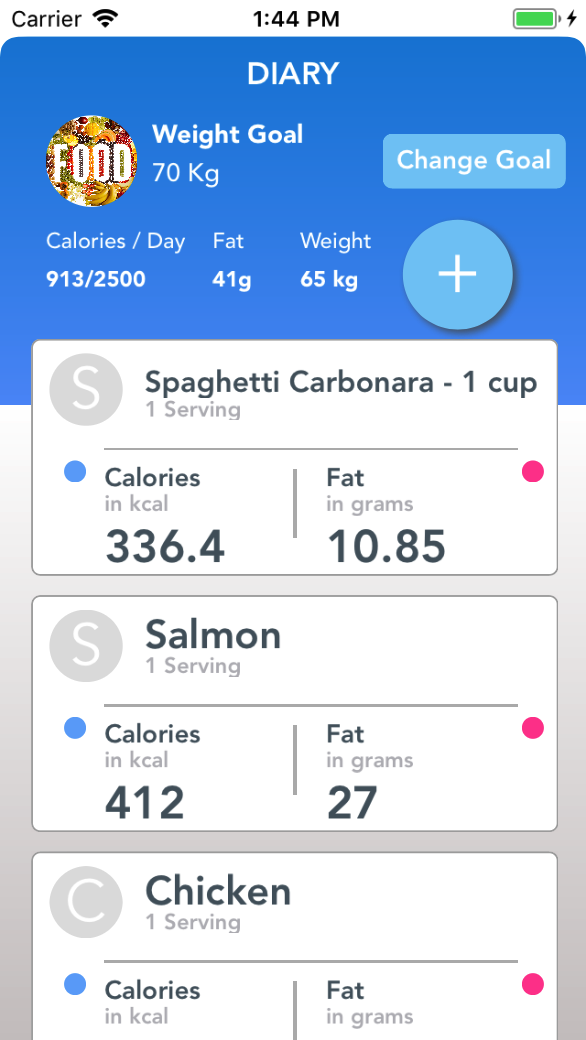 Carrier 1:44 PM
DIARY
FOOD
Weight Goal
70 Kg
Change Goal
Calories / Day Fat Weight
913/2500 41g 65 kg
+
S
Spaghetti Carbonara - 1 cup
1 Serving
Calories Fat
in kcal in grams
336.4 10.85
S
Salmon
1 Serving
Calories Fat
in kcal in grams
412 27
C
Chicken
1 Serving
Calories Fat
in kcal in grams